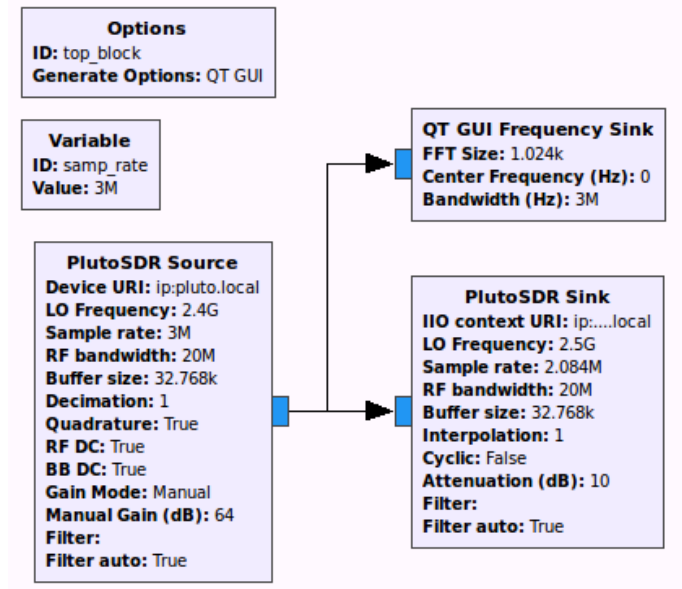 Options
ID: top_block
Generate Options: QT GUI
Variable
ID: samp_rate
Value: 3M
QT GUI Frequency Sink
FFT Size: 1.024k
Center Frequency (Hz): 0
Bandwidth (Hz): 3M
PlutoSDR Source
Device URI: ip:pluto.local
LO Frequency: 2.4G
Sample rate: 3M
RF bandwidth: 20M
Buffer size: 32.768k
Decimation: 1
Quadrature: True
RF DC: True
BB DC: True
Gain Mode: Manual
Manual Gain (dB): 64
Filter:
Filter auto: True
PlutoSDR Sink
IIO context URI: ip:....local
LO Frequency: 2.5G
Sample rate: 2.084M
RF bandwidth: 20M
Buffer size: 32.768k
Interpolation: 1
Cyclic: False
Attenuation (dB): 10
Filter:
Filter auto: True